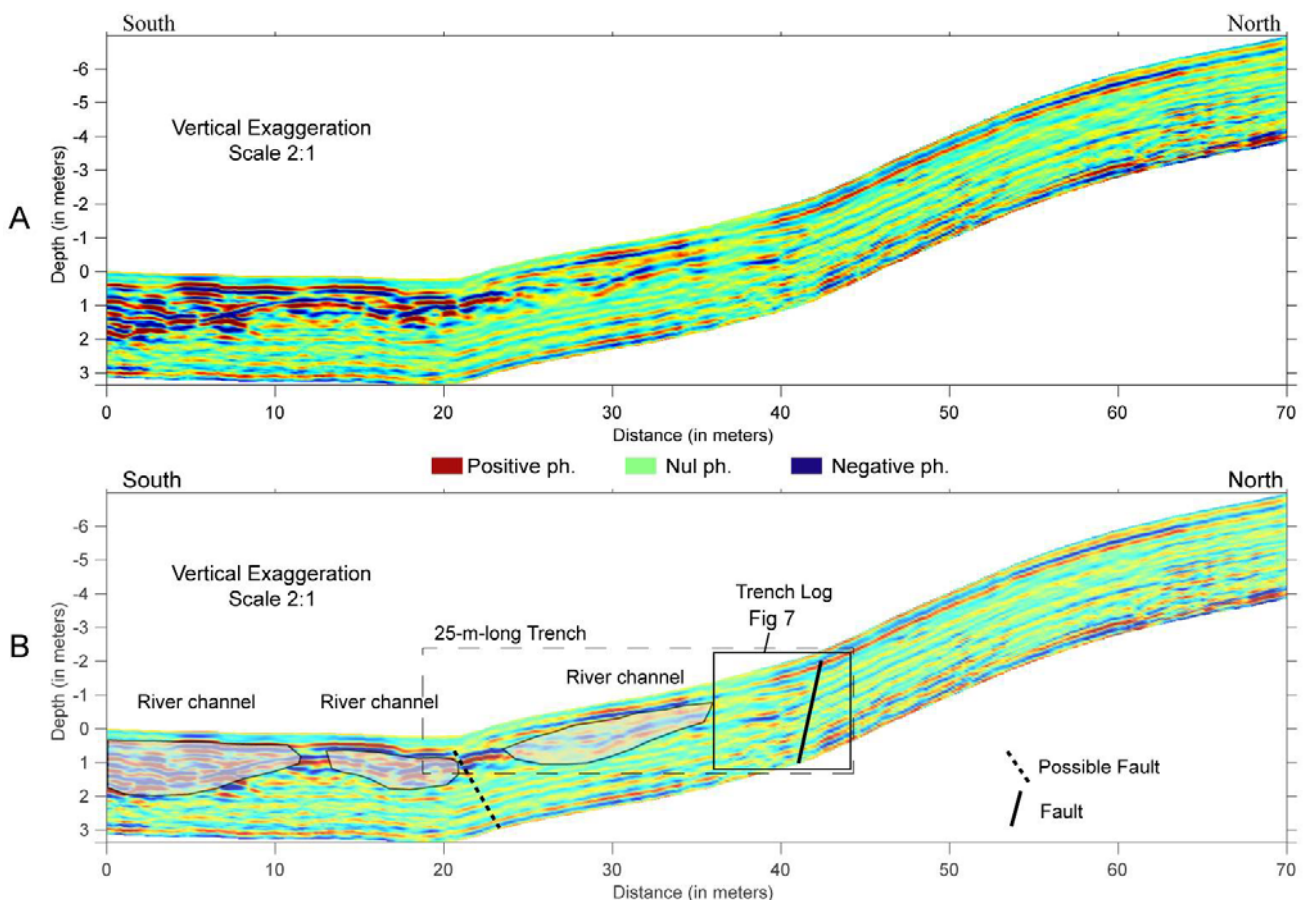 South North
-6
-5
-4
-3
-2
-1
0
1
2
3
Depth (in meters)
Vertical Exaggeration
Scale 2:1
A
0 10 20 30 40 50 60 70
Distance (in meters)
Positive ph. Nul ph. Negative ph.
South North
-6
-5
-4
-3
-2
-1
0
1
2
3
Depth (in meters)
Vertical Exaggeration
Scale 2:1
B
Trench Log
Fig 7
25-m-long Trench
River channel River channel River channel
Possible Fault
Fault
0 10 20 30 40 50 60 70
Distance (in meters)